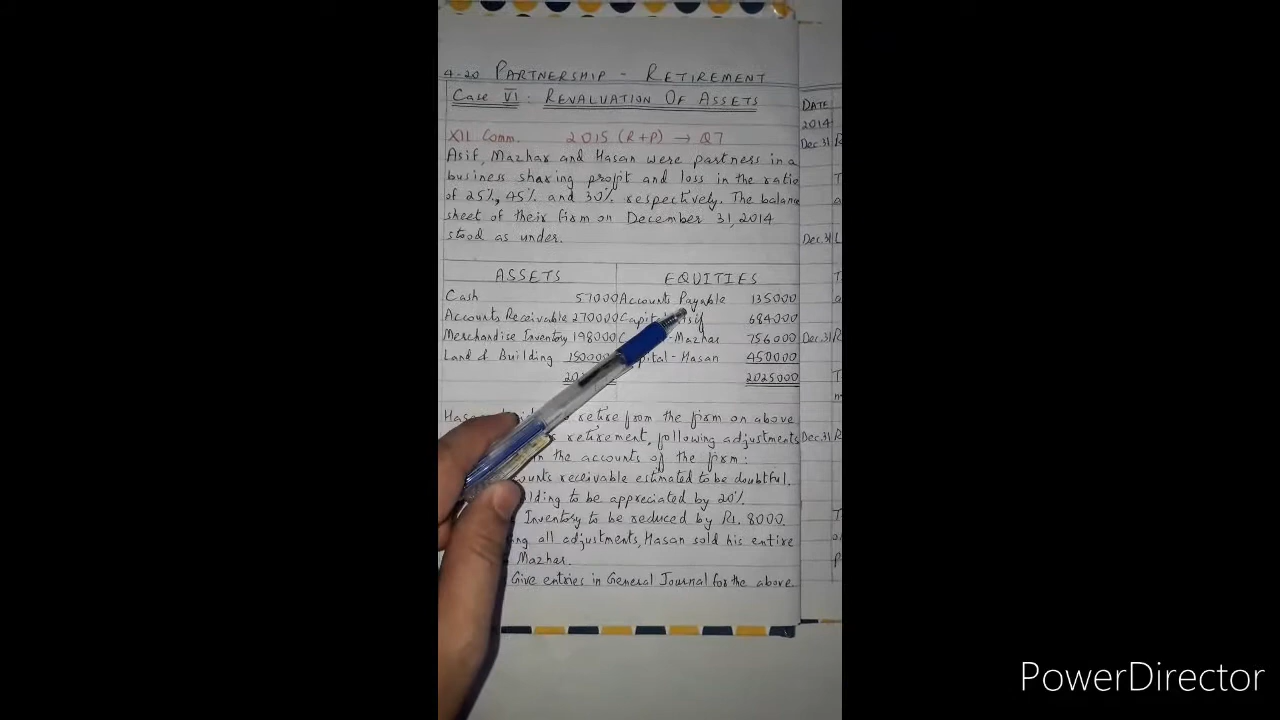 4-20 PARTNERSHIP - RETIREMENT
Case VI: REVALUATION OF ASSETS
XII Comm. 2015 (R+P) → Q7
Asif, Mazhar and Hasan were partners in a
business sharing profit and loss in the ratio
of 25%, 45% and 30% respectively. The balance
sheet of their firm on December 31, 2014
stood as under.
ASSETS EQUITIES
Cash 57000 Accounts Payable 135000
Accounts Receivable 270000 684000
Merchandise Inventory 198000 Mazhar 756000
Land & Building -Hasan 450000
2025000
retire from the firm on above
retirement, following adjustments
in the accounts of the firm:
receivable estimated to be doubtful.
to be appreciated by 20%.
Inventory to be reduced by Rs. 8000.
all adjustments, Hasan sold his entire
Mazhar.
Give entries in General Journal for the above.
DATE
2014
Dec.31
Dec.31
Dec.31
Dec.31
PowerDirector